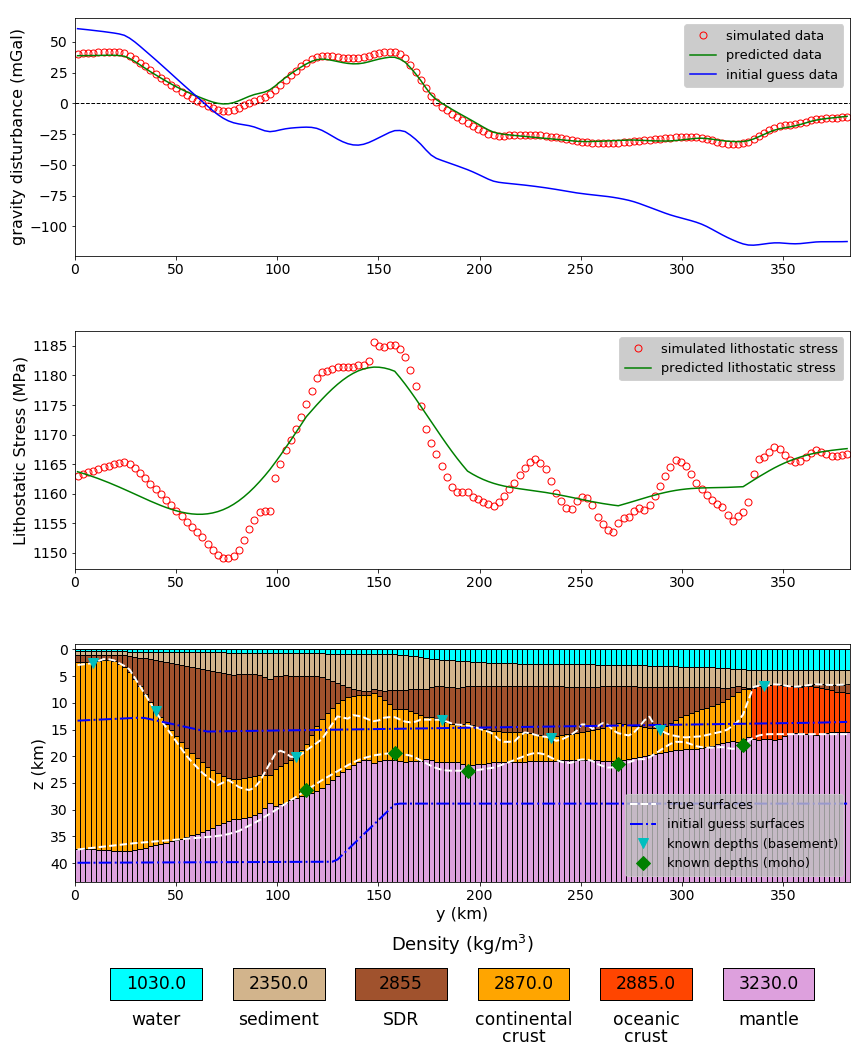 gravity disturbance (mGal)
50
25
0
−25
−50
−75
−100
simulated data
predicted data
initial guess data
0 50 100 150 200 250 300 350
Lithostatic Stress (MPa)
1185
1180
1175
1170
1165
1160
1155
1150
simulated lithostatic stress
predicted lithostatic stress
0 50 100 150 200 250 300 350
z (km)
0
5
10
15
20
25
30
35
40
true surfaces
initial guess surfaces
known depths (basement)
known depths (moho)
0 50 100 150 200 250 300 350
y (km)
Density (kg/m³)
1030.0 2350.0 2855 2870.0 2885.0 3230.0
water sediment SDR continental oceanic mantle
crust crust